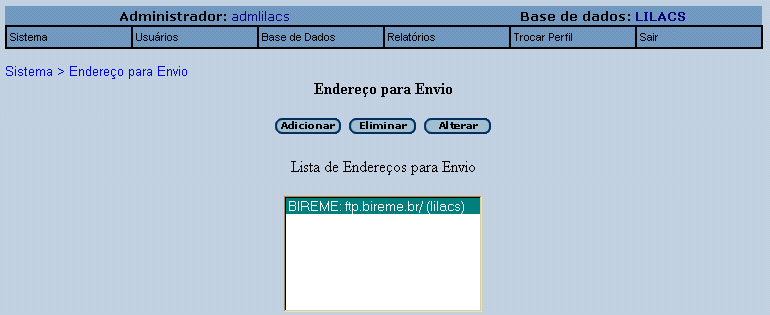 Administrador: admlilacs Base de dados: LILACS
Sistema Usuários Base de Dados Relatórios Trocar Perfil Sair
Sistema > Endereço para Envio
Endereço para Envio
Adicionar Eliminar Alterar
Lista de Endereços para Envio
BIREME: ftp.bireme.br/ (lilacs)